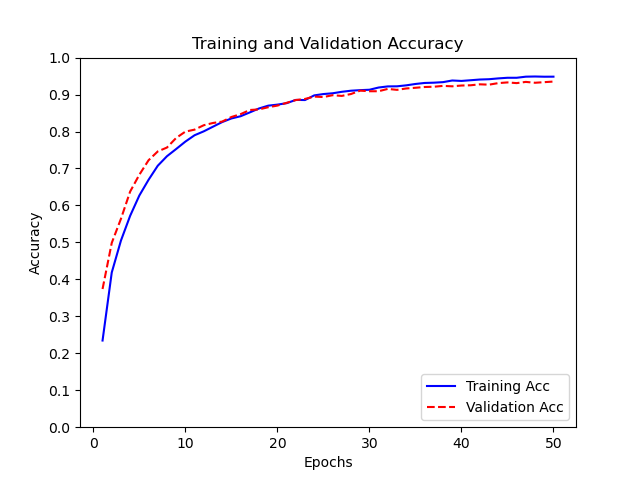 Training and Validation Accuracy
1.0
0.9
0.8
0.7
0.6
0.5
0.4
0.3
0.2
0.1
0.0
Accuracy
0 10 20 30 40 50
Epochs
Training Acc
Validation Acc